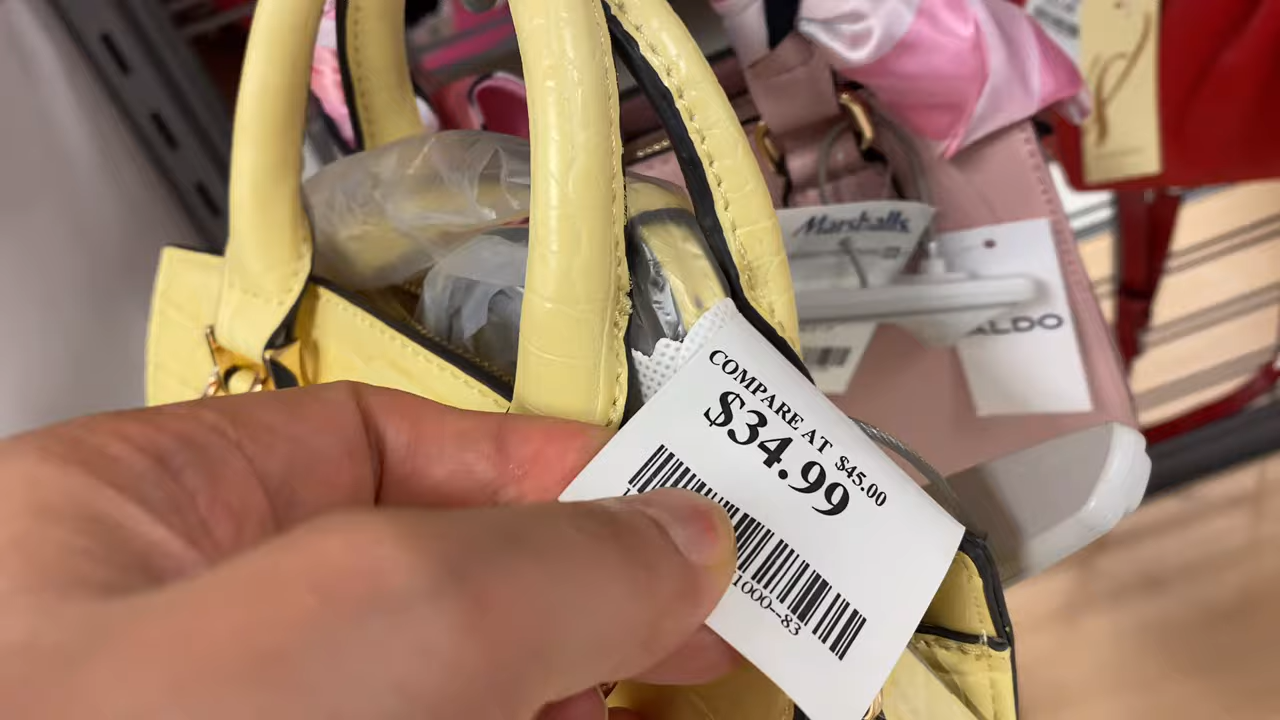 Marshalls
ALDO
COMPARE AT $45.00
$34.99
1000--83